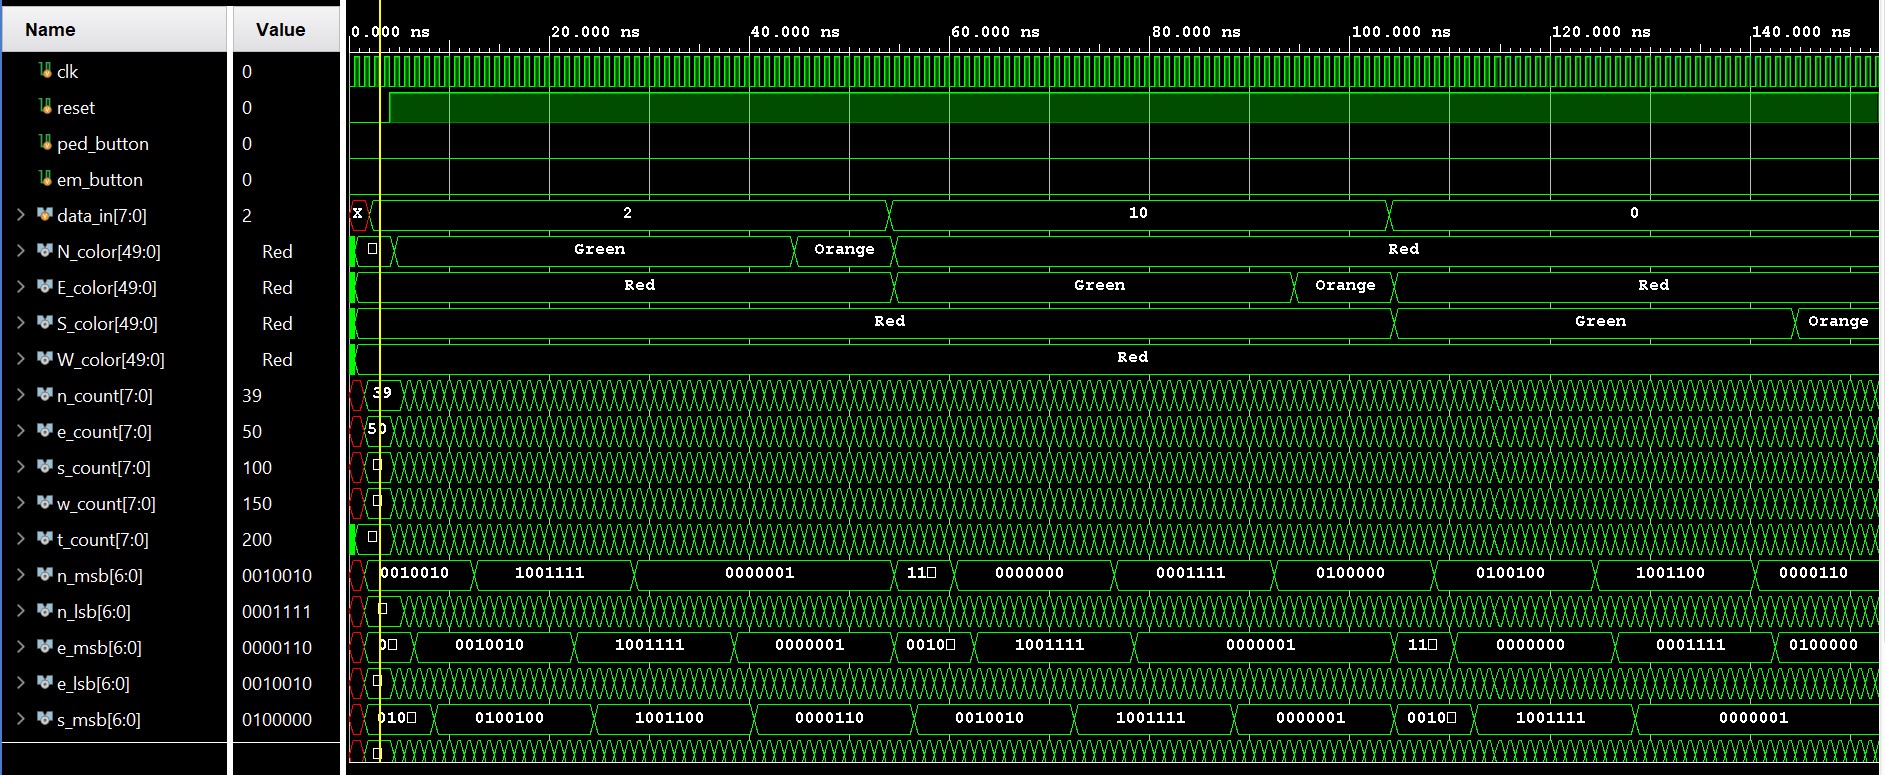 Name Value 0.000 ns 20.000 ns 40.000 ns 60.000 ns 80.000 ns 100.000 ns 120.000 ns 140.000 ns
clk 0
reset 0
ped_button 0
em_button 0
data_in[7:0] 2 X 2 10 0
N_color[49:0] Red Green Orange Red
E_color[49:0] Red Red Green Orange Red
S_color[49:0] Red Red Green Orange
W_color[49:0] Red Red
n_count[7:0] 39 39
e_count[7:0] 50 50
s_count[7:0] 100
w_count[7:0] 150
t_count[7:0] 200
n_msb[6:0] 0010010 0010010 1001111 0000001 11 0000000 0001111 0100000 0100100 1001100 0000110
n_lsb[6:0] 0001111
e_msb[6:0] 0000110 0 0010010 1001111 0000001 0010 1001111 0000001 11 0000000 0001111 0100000
e_lsb[6:0] 0010010
s_msb[6:0] 0100000 010 0100100 1001100 0000110 0010010 1001111 0000001 0010 1001111 0000001